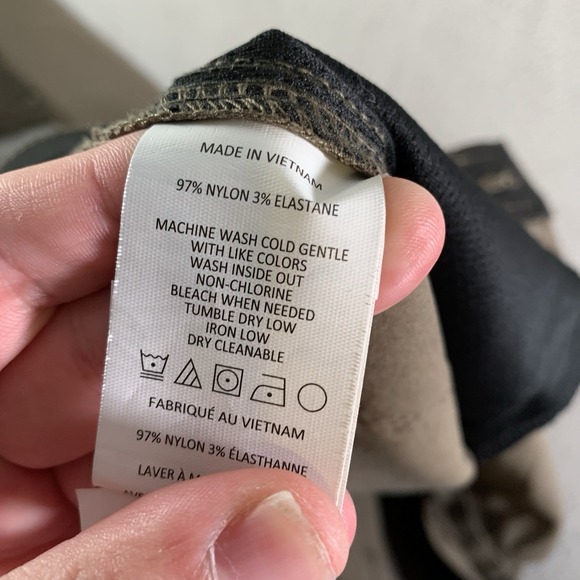 MADE IN VIETNAM
97% NYLON 3% ELASTANE
MACHINE WASH COLD GENTLE
WITH LIKE COLORS
WASH INSIDE OUT
NON-CHLORINE
BLEACH WHEN NEEDED
TUMBLE DRY LOW
IRON LOW
DRY CLEANABLE
FABRIQUÉ AU VIETNAM
97% NYLON 3% ÉLASTHANNE
LAVER À